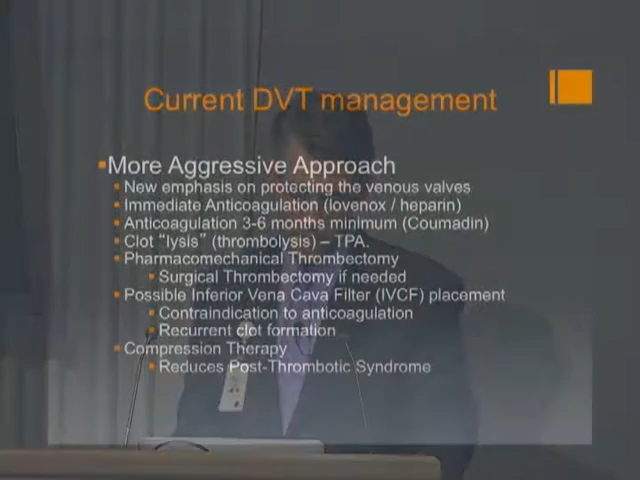 Current DVT management
More Aggressive Approach
New emphasis on protecting the venous valves
Immediate Anticoagulation (lovenox / heparin)
Anticoagulation 3-6 months minimum (Coumadin)
Clot "lysis" (thrombolysis) – TPA.
Pharmacomechanical Thrombectomy
Surgical Thrombectomy if needed
Possible Inferior Vena Cava Filter (IVCF) placement
Contraindication to anticoagulation
Recurrent clot formation
Compression Therapy
Reduces Post-Thrombotic Syndrome